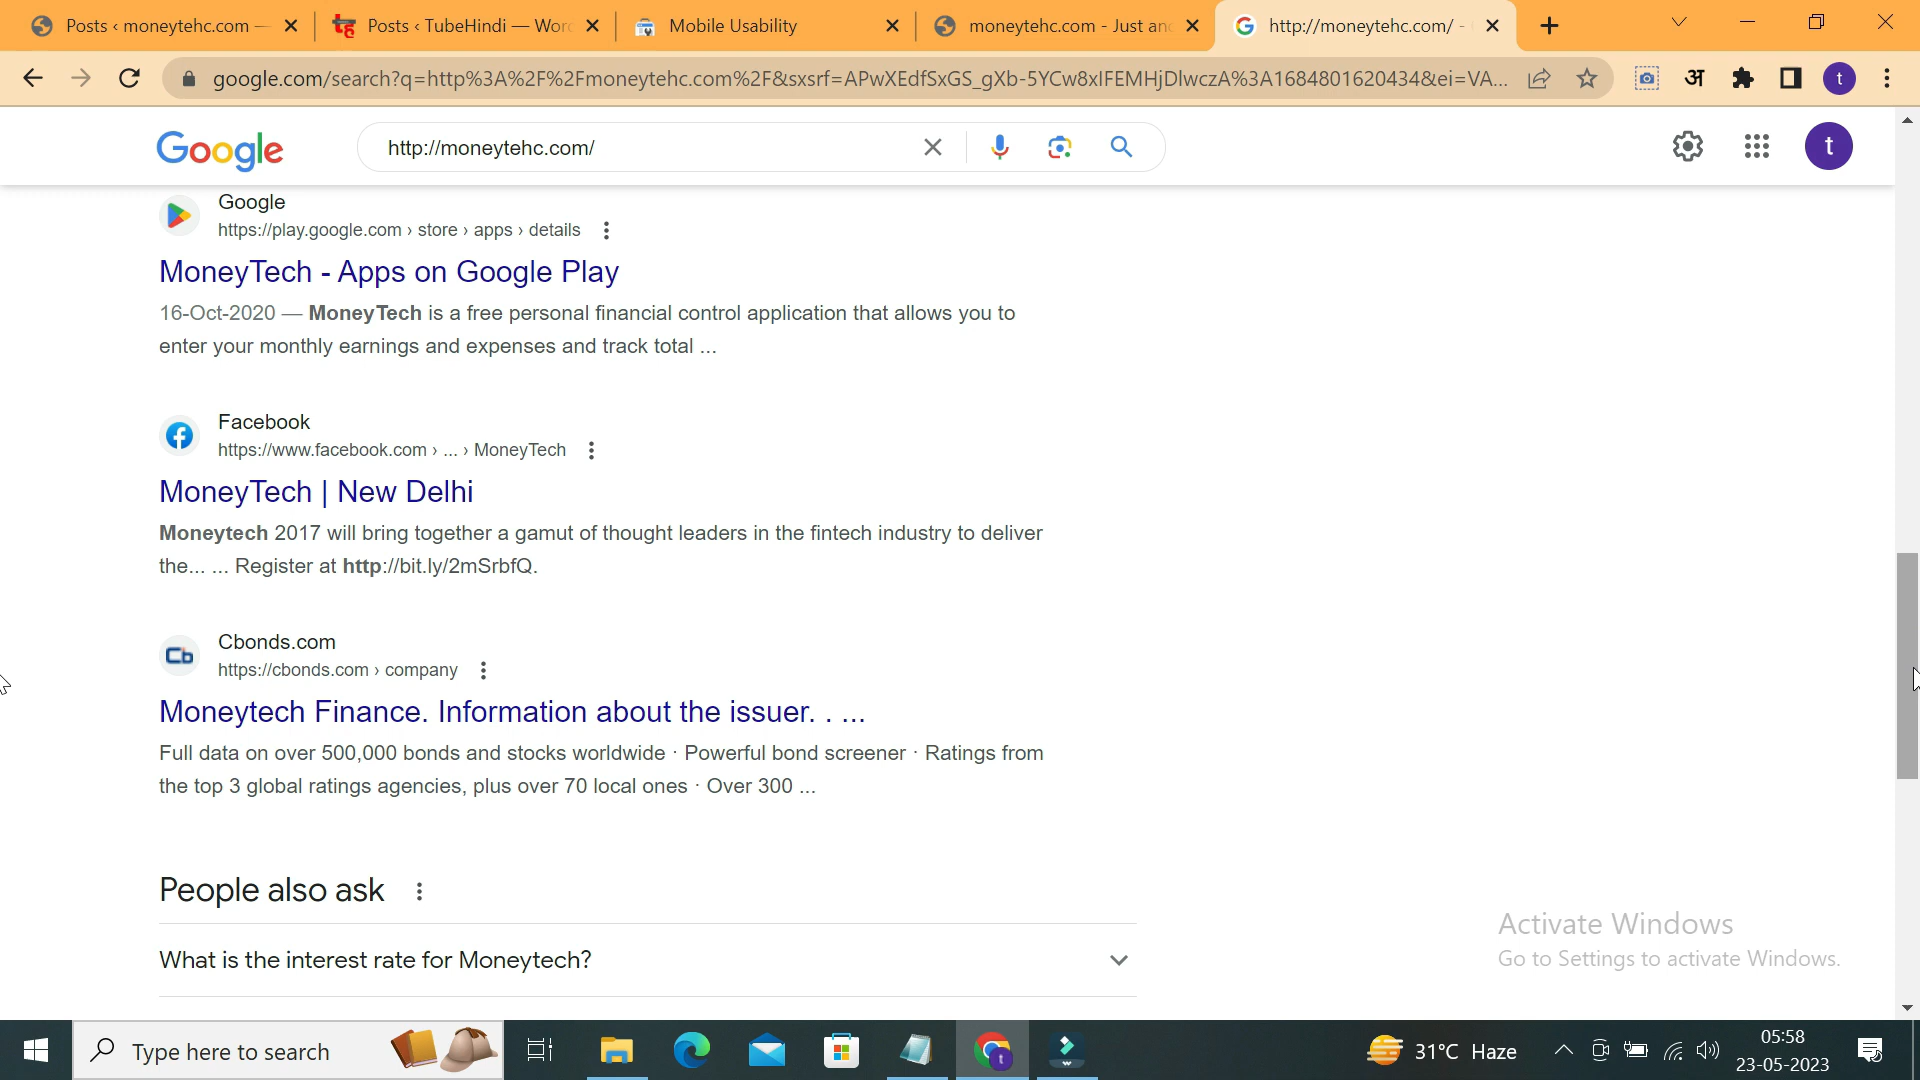 Posts ‹ moneytehc.com —
Posts ‹ TubeHindi — Word
Mobile Usability
moneytehc.com - Just an
http://moneytehc.com/ -
google.com/search?q=http%3A%2F%2Fmoneytehc.com%2F&sxsrf=APwXEdfSxGS_gXb-5YCw8xIFEMHjDlwczA%3A1684801620434&ei=VA...
अ
t
Google
http://moneytehc.com/
t
Google
https://play.google.com › store › apps › details
MoneyTech - Apps on Google Play
16-Oct-2020 — MoneyTech is a free personal financial control application that allows you to
enter your monthly earnings and expenses and track total ...
Facebook
https://www.facebook.com › ... › MoneyTech
MoneyTech | New Delhi
Moneytech 2017 will bring together a gamut of thought leaders in the fintech industry to deliver
the... ... Register at http://bit.ly/2mSrbfQ.
Cb
Cbonds.com
https://cbonds.com › company
Moneytech Finance. Information about the issuer. . ...
Full data on over 500,000 bonds and stocks worldwide · Powerful bond screener · Ratings from
the top 3 global ratings agencies, plus over 70 local ones · Over 300 ...
People also ask
What is the interest rate for Moneytech?
Activate Windows
Go to Settings to activate Windows.
Type here to search
31°C Haze
05:58
23-05-2023